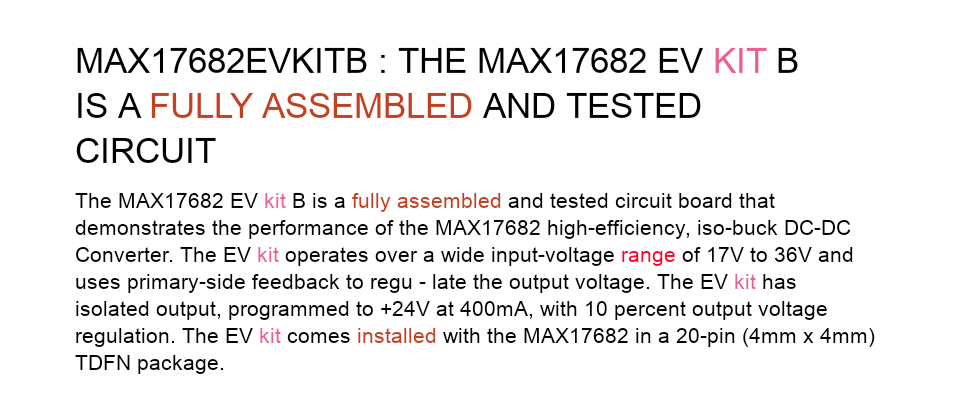 MAX17682EVKITB : THE MAX17682 EV KIT B
IS A FULLY ASSEMBLED AND TESTED
CIRCUIT
The MAX17682 EV kit B is a fully assembled and tested circuit board that
demonstrates the performance of the MAX17682 high-efficiency, iso-buck DC-DC
Converter. The EV kit operates over a wide input-voltage range of 17V to 36V and
uses primary-side feedback to regu - late the output voltage. The EV kit has
isolated output, programmed to +24V at 400mA, with 10 percent output voltage
regulation. The EV kit comes installed with the MAX17682 in a 20-pin (4mm x 4mm)
TDFN package.